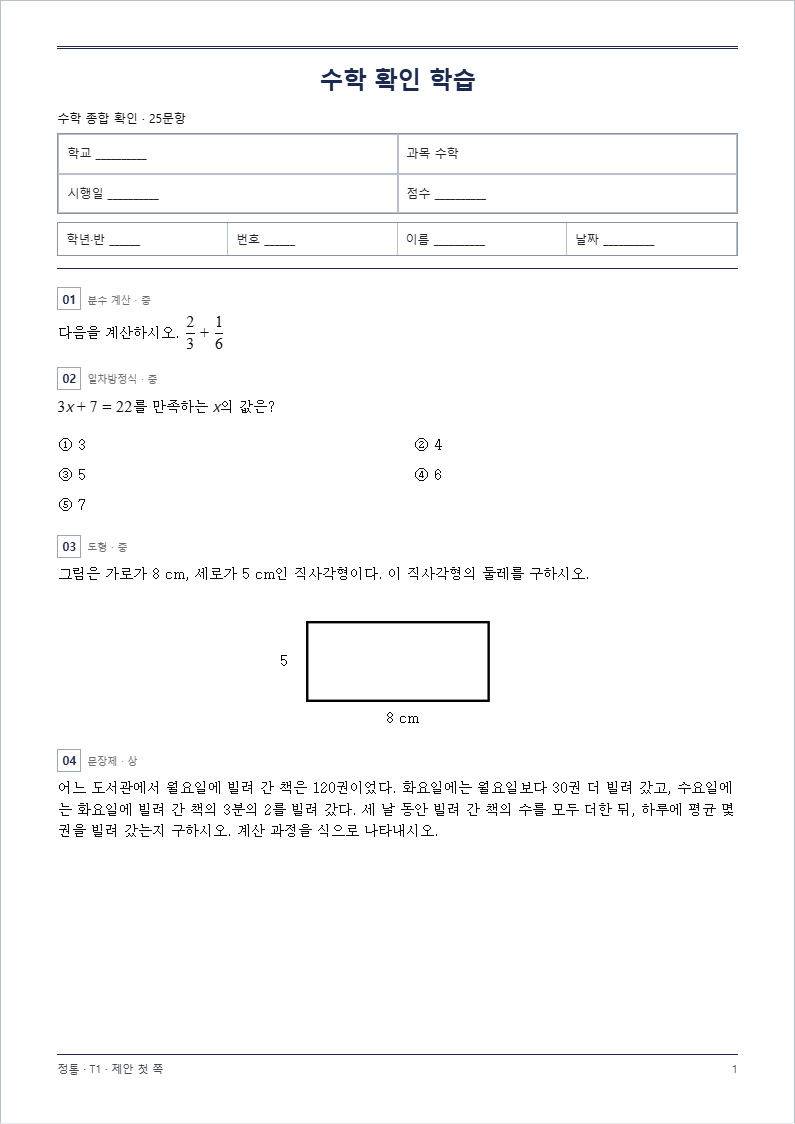 수학 확인 학습
수학 종합 확인 · 25문항
학교 __________ 과목 수학
시행일 __________ 점수 __________
학년·반 ______ 번호 ______ 이름 __________ 날짜 __________
01 분수 계산 · 중
다음을 계산하시오. 2/3 + 1/6
02 일차방정식 · 중
3x + 7 = 22를 만족하는 x의 값은?
① 3 ② 4
③ 5 ④ 6
⑤ 7
03 도형 · 중
그림은 가로가 8 cm, 세로가 5 cm인 직사각형이다. 이 직사각형의 둘레를 구하시오.
5
8 cm
04 문장제 · 상
어느 도서관에서 월요일에 빌려 간 책은 120권이었다. 화요일에는 월요일보다 30권 더 빌려 갔고, 수요일에
는 화요일에 빌려 간 책의 3분의 2를 빌려 갔다. 세 날 동안 빌려 간 책의 수를 모두 더한 뒤, 하루에 평균 몇
권을 빌려 갔는지 구하시오. 계산 과정을 식으로 나타내시오.
정통 · T1 · 제안 첫 쪽 1